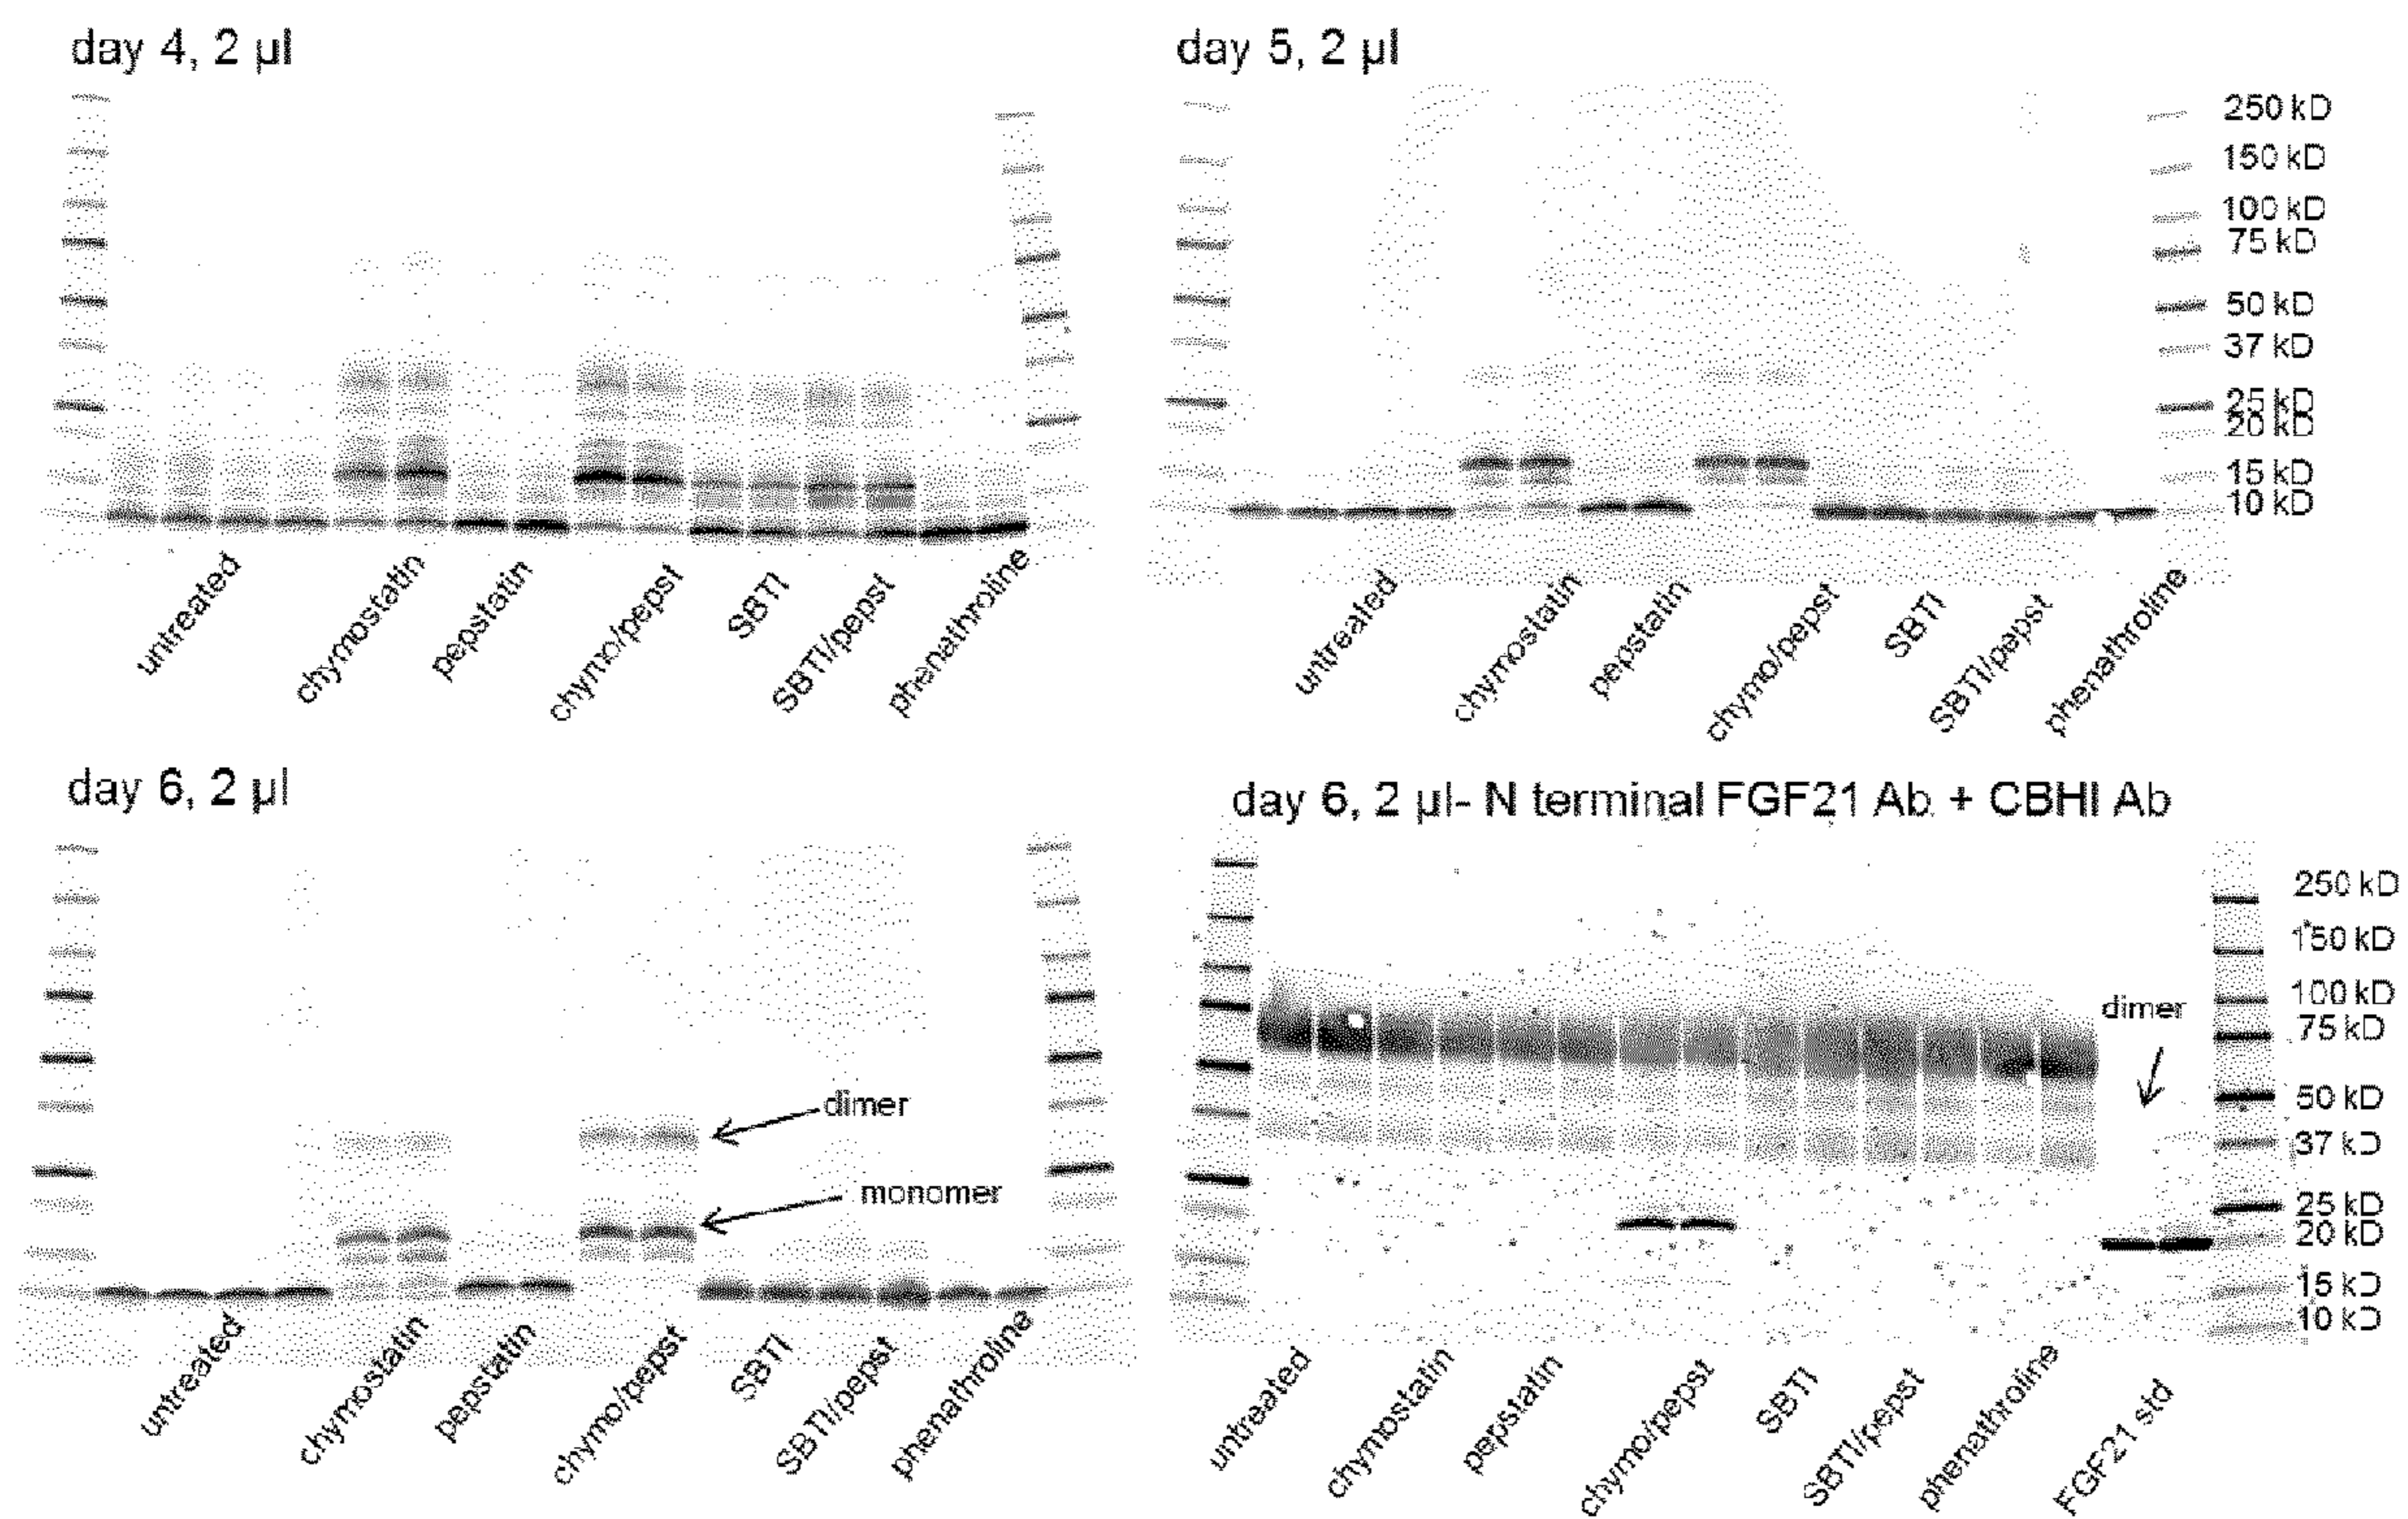 day 4, 2 µl
day 5, 2 µl
250 kD
150 kD
100 kD
75 kD
50 kD
37 kD
25 kD
20 kD
15 kD
10 kD
untreated
chymostatin
pepstatin
chymo/pepst
SBTI
SBTI/pepst
phenathroline
untreated
chymostatin
pepstatin
chymo/pepst
SBTI
SBTI/pepst
phenathroline
day 6, 2 µl
day 6, 2 µl- N terminal FGF21 Ab + CBHI Ab
dimer
monomer
dimer
250 kD
150 kD
100 kD
75 kD
50 kD
37 kD
25 kD
20 kD
15 kD
10 kD
untreated
chymostatin
pepstatin
chymo/pepst
SBTI
SBTI/pepst
phenathroline
untreated
chymostatin
pepstatin
chymo/pepst
SBTI
SBTI/pepst
phenathroline
FGF21 std